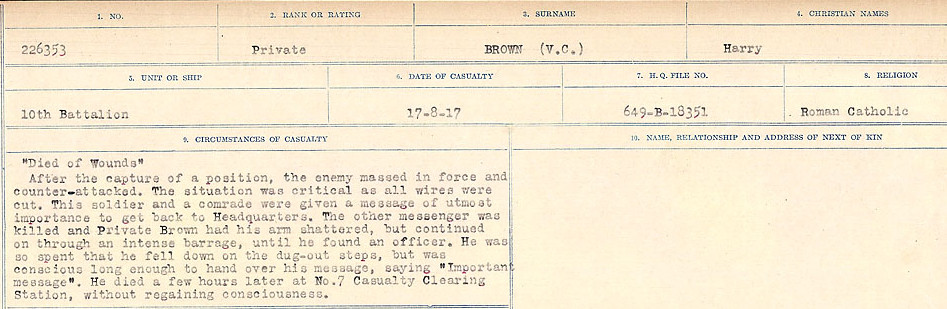 1. NO.
2. RANK OR RATING
3. SURNAME
4. CHRISTIAN NAMES
226353
Private
BROWN (V.C.)
Harry
5. UNIT OR SHIP
6. DATE OF CASUALTY
7. H. Q. FILE NO.
8. RELIGION
10th Battalion
17-8-17
649-B-18351
Roman Catholic
9. CIRCUMSTANCES OF CASUALTY
10. NAME, RELATIONSHIP AND ADDRESS OF NEXT OF KIN
"Died of Wounds"
After the capture of a position, the enemy massed in force and
counter-attacked. The situation was critical as all wires were
cut. This soldier and a comrade were given a message of utmost
importance to get back to Headquarters. The other messenger was
killed and Private Brown had his arm shattered, but continued
on through an intense barrage, until he found an officer. He was
so spent that he fell down on the dug-out steps, but was
conscious long enough to hand over his message, saying "Important
message". He died a few hours later at No.7 Casualty Clearing
Station, without regaining consciousness.